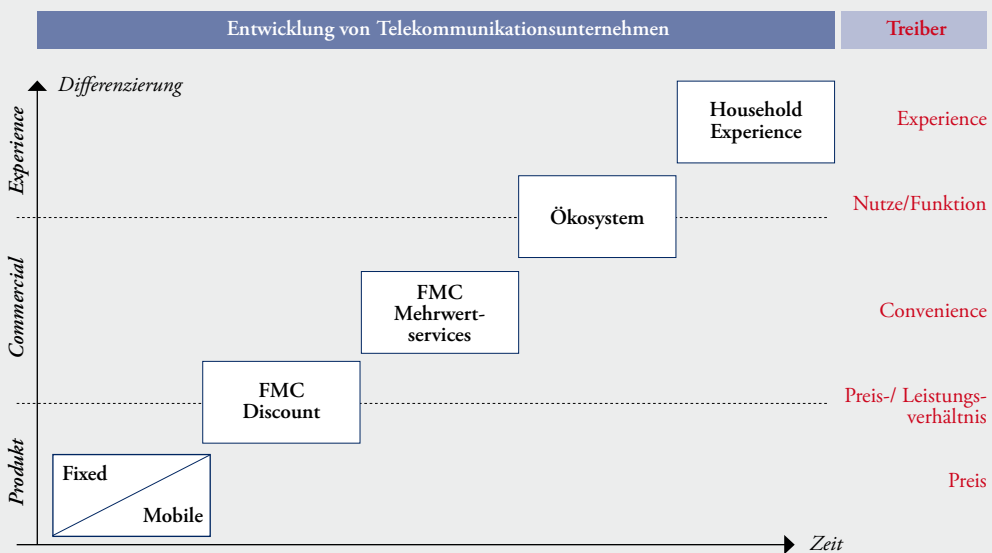 Entwicklung von Telekommunikationsunternehmen
Treiber
Differenzierung
Experience
Household
Experience
Experience
Ökosystem
Nutze/Funktion
Commercial
FMC
Mehrwert-
services
Convenience
FMC
Discount
Preis-/ Leistungs-
verhältnis
Produkt
Fixed
Mobile
Preis
Zeit